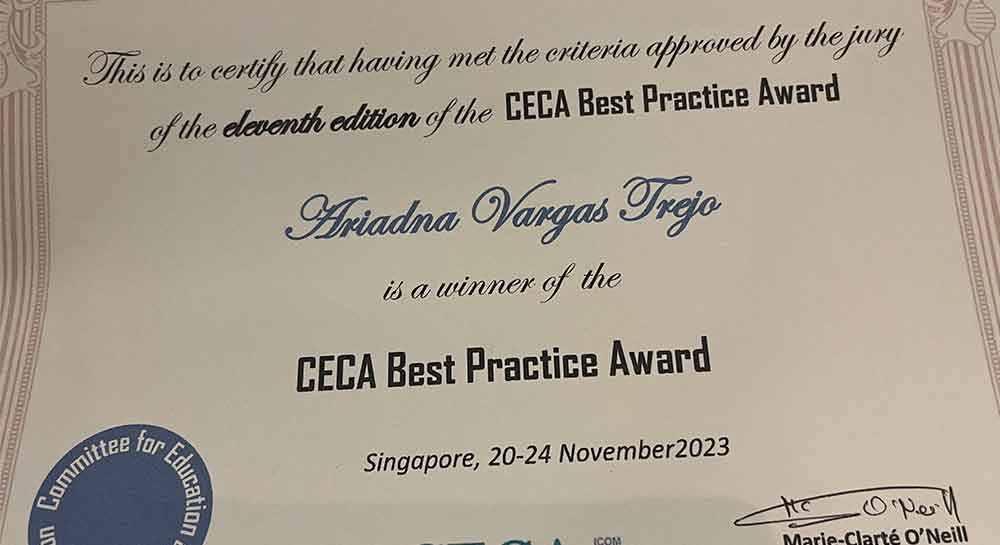 This is to certify that having met the criteria approved by the jury
of the eleventh edition of the CECA Best Practice Award
Ariadna Vargas Trejo
is a winner of the
CECA Best Practice Award
Singapore, 20-24 November2023
Committee for Education
ICOM
O'Neill
Marie-Clarté O'Neill